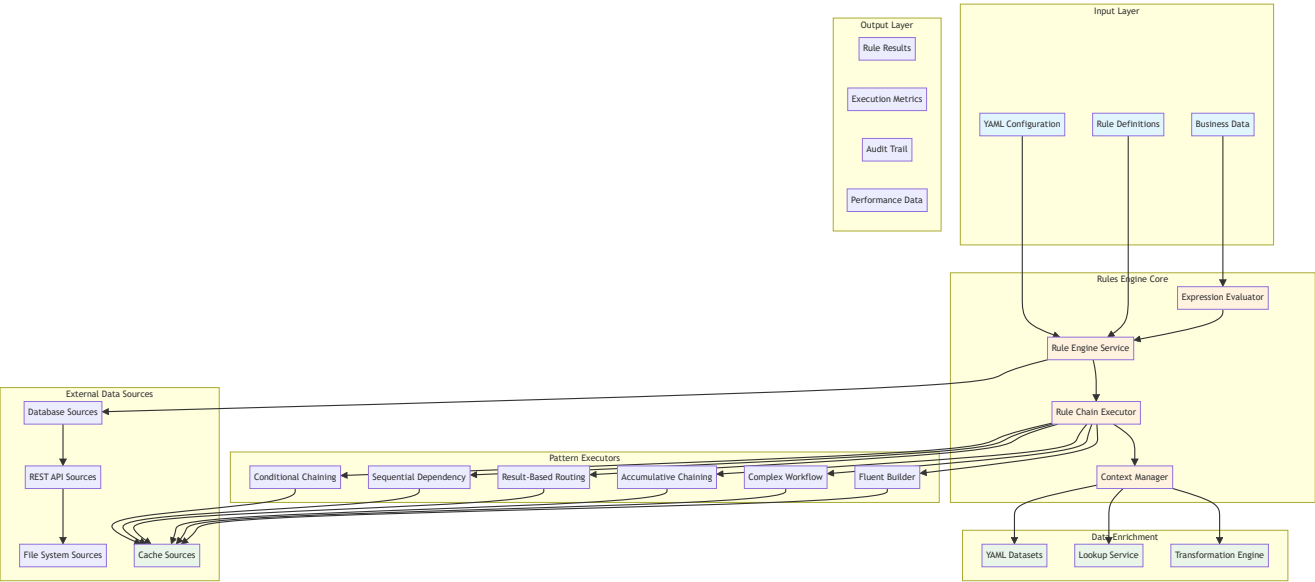 Input Layer
Output Layer
Rule Results
Execution Metrics
YAML Configuration
Rule Definitions
Business Data
Audit Trail
Performance Data
Rules Engine Core
Expression Evaluator
Rule Engine Service
External Data Sources
Database Sources
Rule Chain Executor
Pattern Executors
REST API Sources
Conditional Chaining
Sequential Dependency
Result-Based Routing
Accumulative Chaining
Complex Workflow
Fluent Builder
Context Manager
Data Enrichment
File System Sources
Cache Sources
YAML Datasets
Lookup Service
Transformation Engine